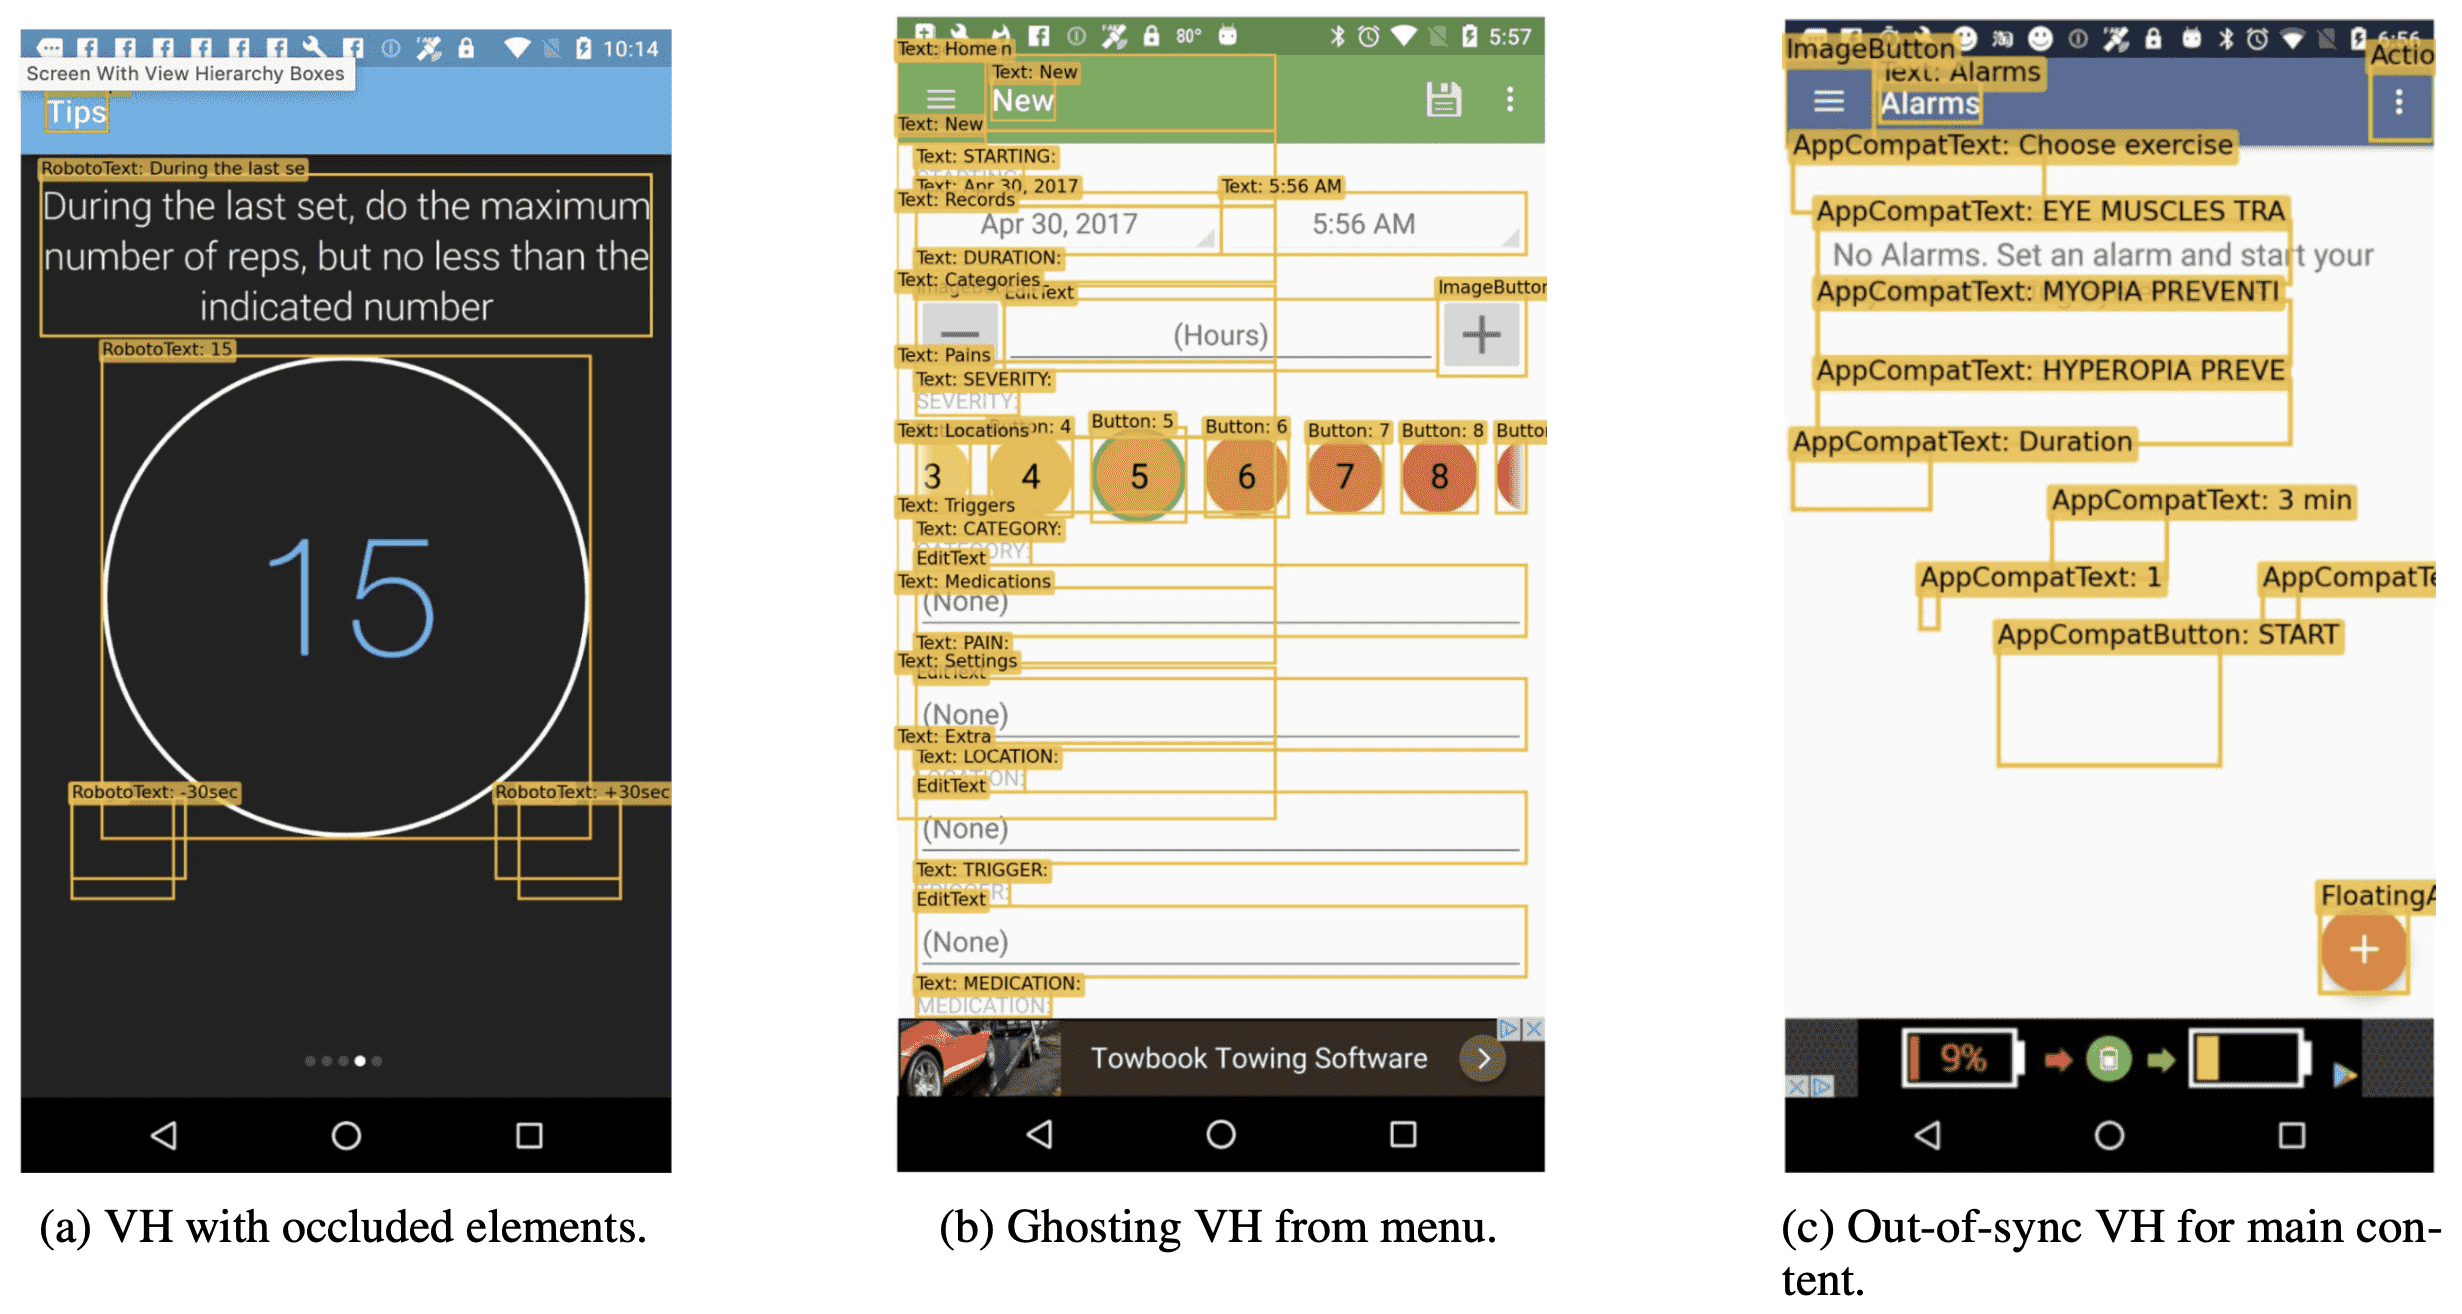 10:14
Screen With View Hierarchy Boxes
Tips
RobotoText: During the last se
During the last set, do the maximum
number of reps, but no less than the
indicated number
RobotoText: 15
15
RobotoText: -30sec
RobotoText: +30sec
(a) VH with occluded elements.
80°
5:57
Text: Home
Text: New
New
Text: New
Text: STARTING:
Text: Apr 30, 2017
Text: 5:56 AM
Text: Records
Apr 30, 2017
5:56 AM
Text: DURATION:
Text: Categories
EditText
ImageButton
(Hours)
Text: Pains
Text: SEVERITY:
SEVERITY:
Text: Locations
Button: 4
Button: 5
Button: 6
Button: 7
Button: 8
Butto
3
4
5
6
7
8
Text: Triggers
Text: CATEGORY:
EditText
Text: Medications
(None)
Text: PAIN:
Text: Settings
EditText
(None)
Text: Extra
Text: LOCATION:
EditText
(None)
Text: TRIGGER:
EditText
(None)
Text: MEDICATION:
MEDICATION:
Towbook Towing Software
(b) Ghosting VH from menu.
6:56
ImageButton
Actio
Text: Alarms
Alarms
AppCompatText: Choose exercise
AppCompatText: EYE MUSCLES TRA
No Alarms. Set an alarm and start your
AppCompatText: MYOPIA PREVENTI
AppCompatText: HYPEROPIA PREVE
AppCompatText: Duration
AppCompatText: 3 min
AppCompatText: 1
AppCompatTe
AppCompatButton: START
FloatingA
9%
(c) Out-of-sync VH for main con-
tent.